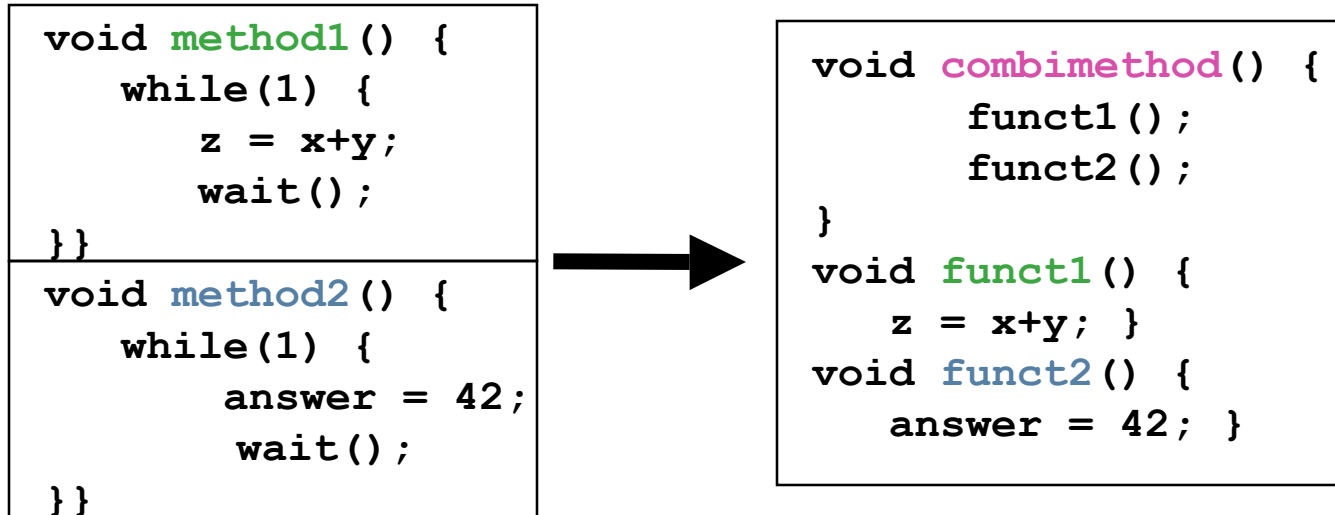 void method1() {
while(1) {
z = x+y;
wait();
}}
void method2() {
while(1) {
answer = 42;
wait();
}}
void combimethod() {
funct1();
funct2();
}
void funct1() {
z = x+y; }
void funct2() {
answer = 42; }